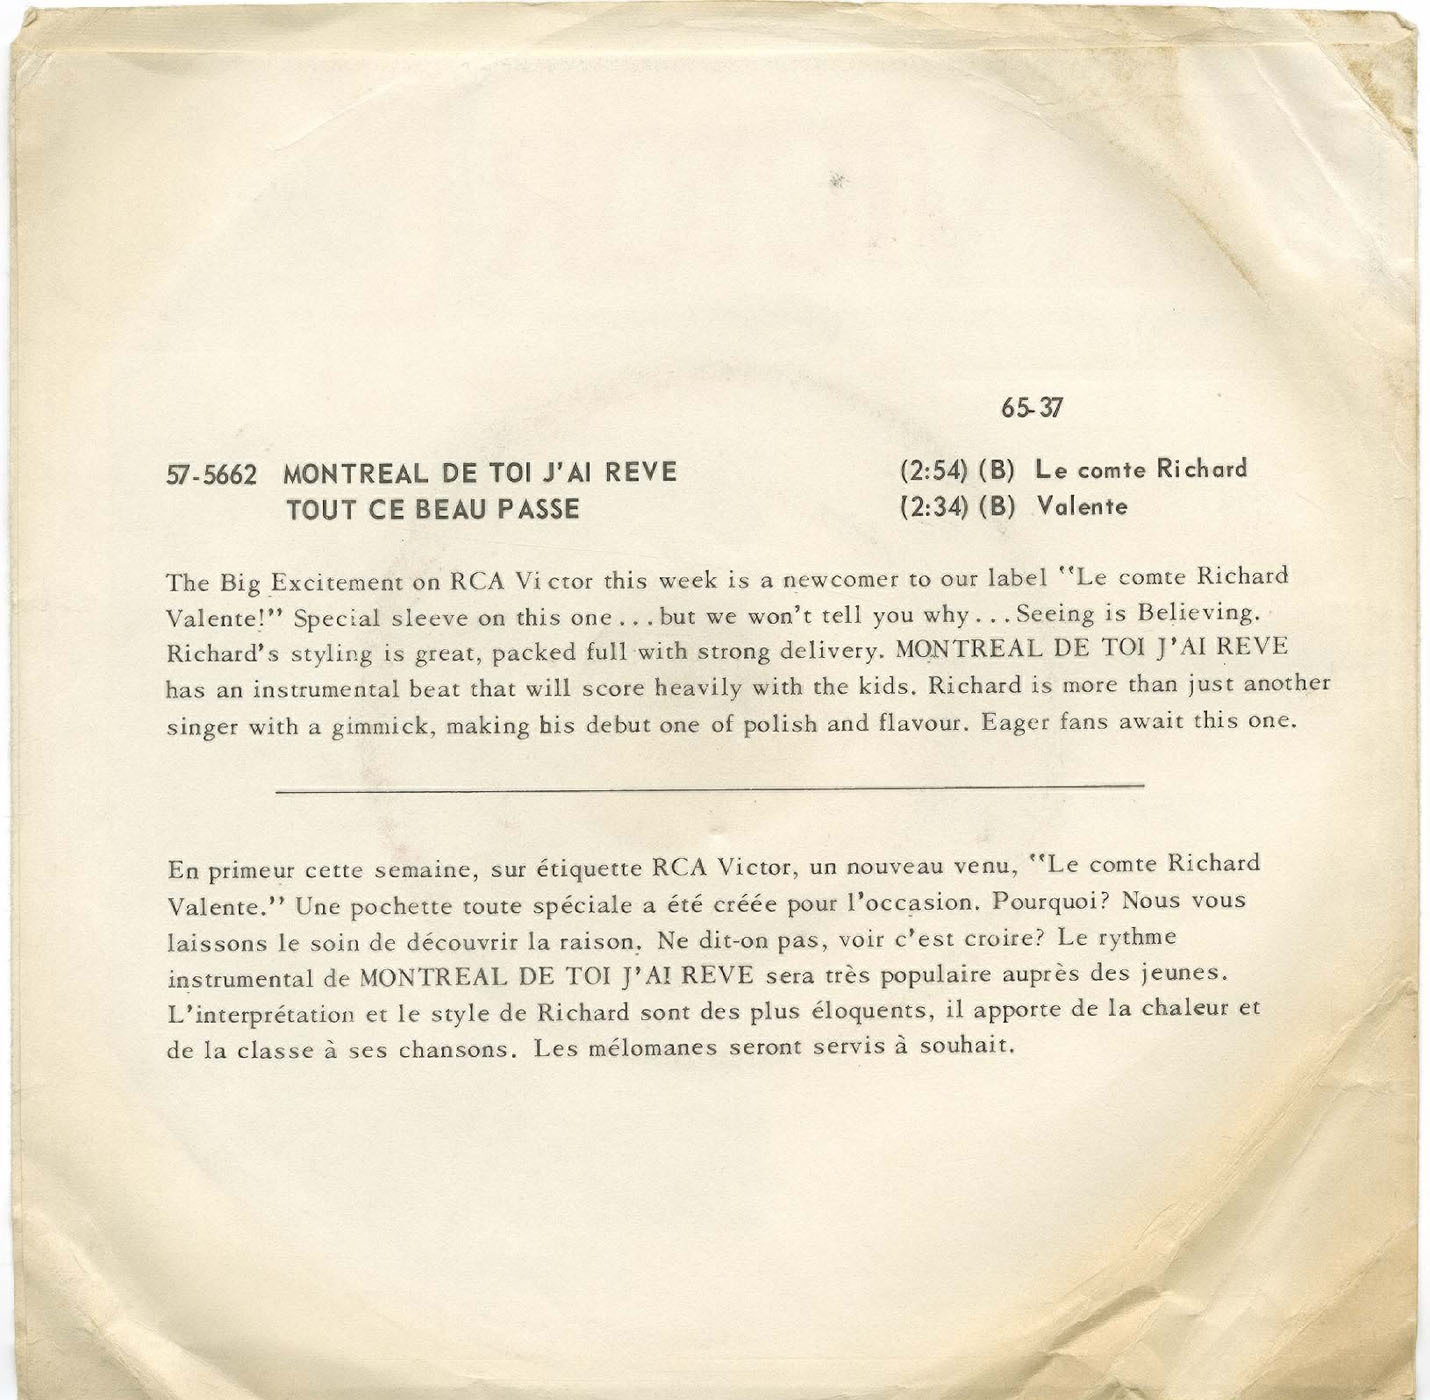 65-37
57-5662 MONTREAL DE TOI J'AI REVE (2:54) (B) Le comte Richard
TOUT CE BEAU PASSE (2:34) (B) Valente
The Big Excitement on RCA Victor this week is a newcomer to our label "Le comte Richard
Valente!" Special sleeve on this one...but we won't tell you why...Seeing is Believing.
Richard's styling is great, packed full with strong delivery. MONTREAL DE TOI J'AI REVE
has an instrumental beat that will score heavily with the kids. Richard is more than just another
singer with a gimmick, making his debut one of polish and flavour. Eager fans await this one.
En primeur cette semaine, sur étiquette RCA Victor, un nouveau venu, "Le comte Richard
Valente." Une pochette toute spéciale a été créée pour l'occasion. Pourquoi? Nous vous
laissons le soin de découvrir la raison. Ne dit-on pas, voir c'est croire? Le rythme
instrumental de MONTREAL DE TOI J'AI REVE sera très populaire auprès des jeunes.
L'interprétation et le style de Richard sont des plus éloquents, il apporte de la chaleur et
de la classe à ses chansons. Les mélomanes seront servis à souhait.